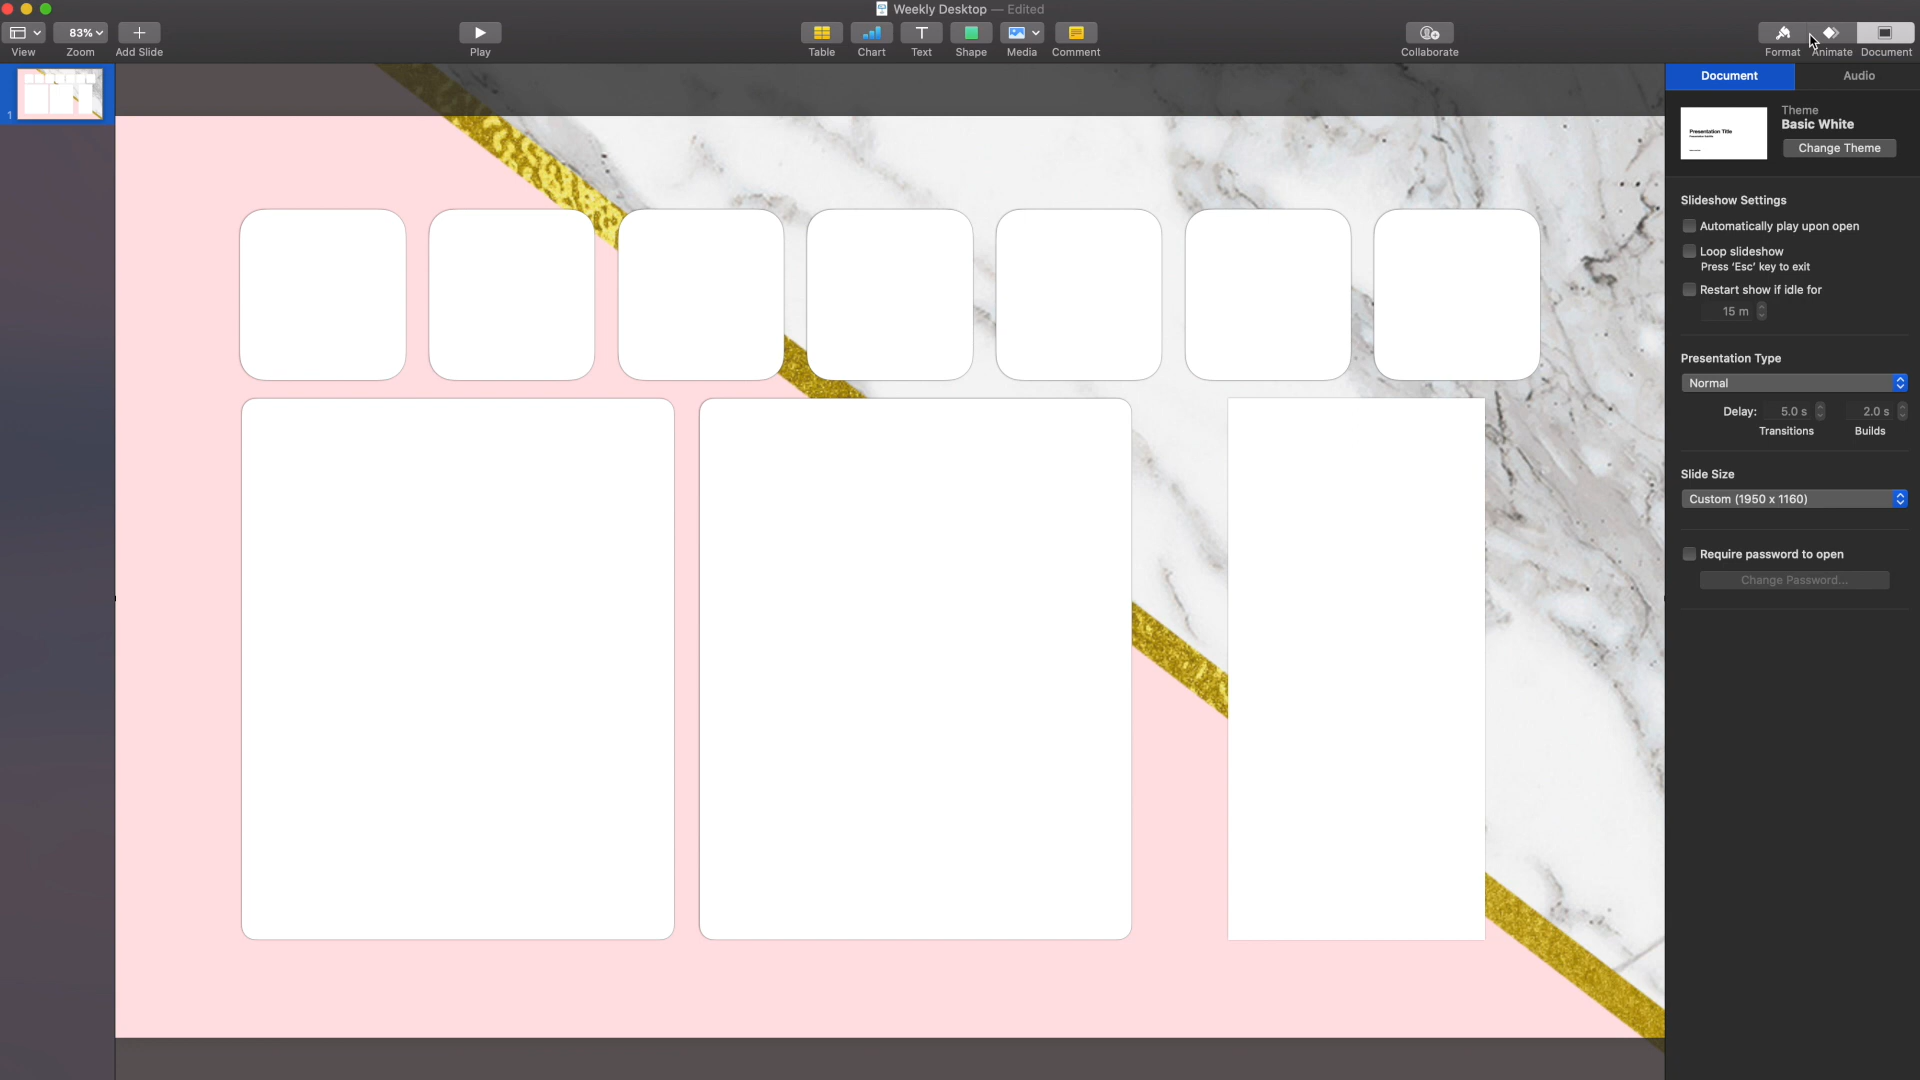 Weekly Desktop — Edited
83%
View
Zoom
Add Slide
Play
Table
Chart
Text
Shape
Media
Comment
Collaborate
Format
Animate
Document
1
Document
Audio
Presentation Title
Theme
Basic White
Change Theme
Slideshow Settings
Automatically play upon open
Loop slideshow
Press ‘Esc’ key to exit
Restart show if idle for
15 m
Presentation Type
Normal
Delay: 5.0 s 2.0 s
Transitions Builds
Slide Size
Custom (1950 x 1160)
Require password to open
Change Password...